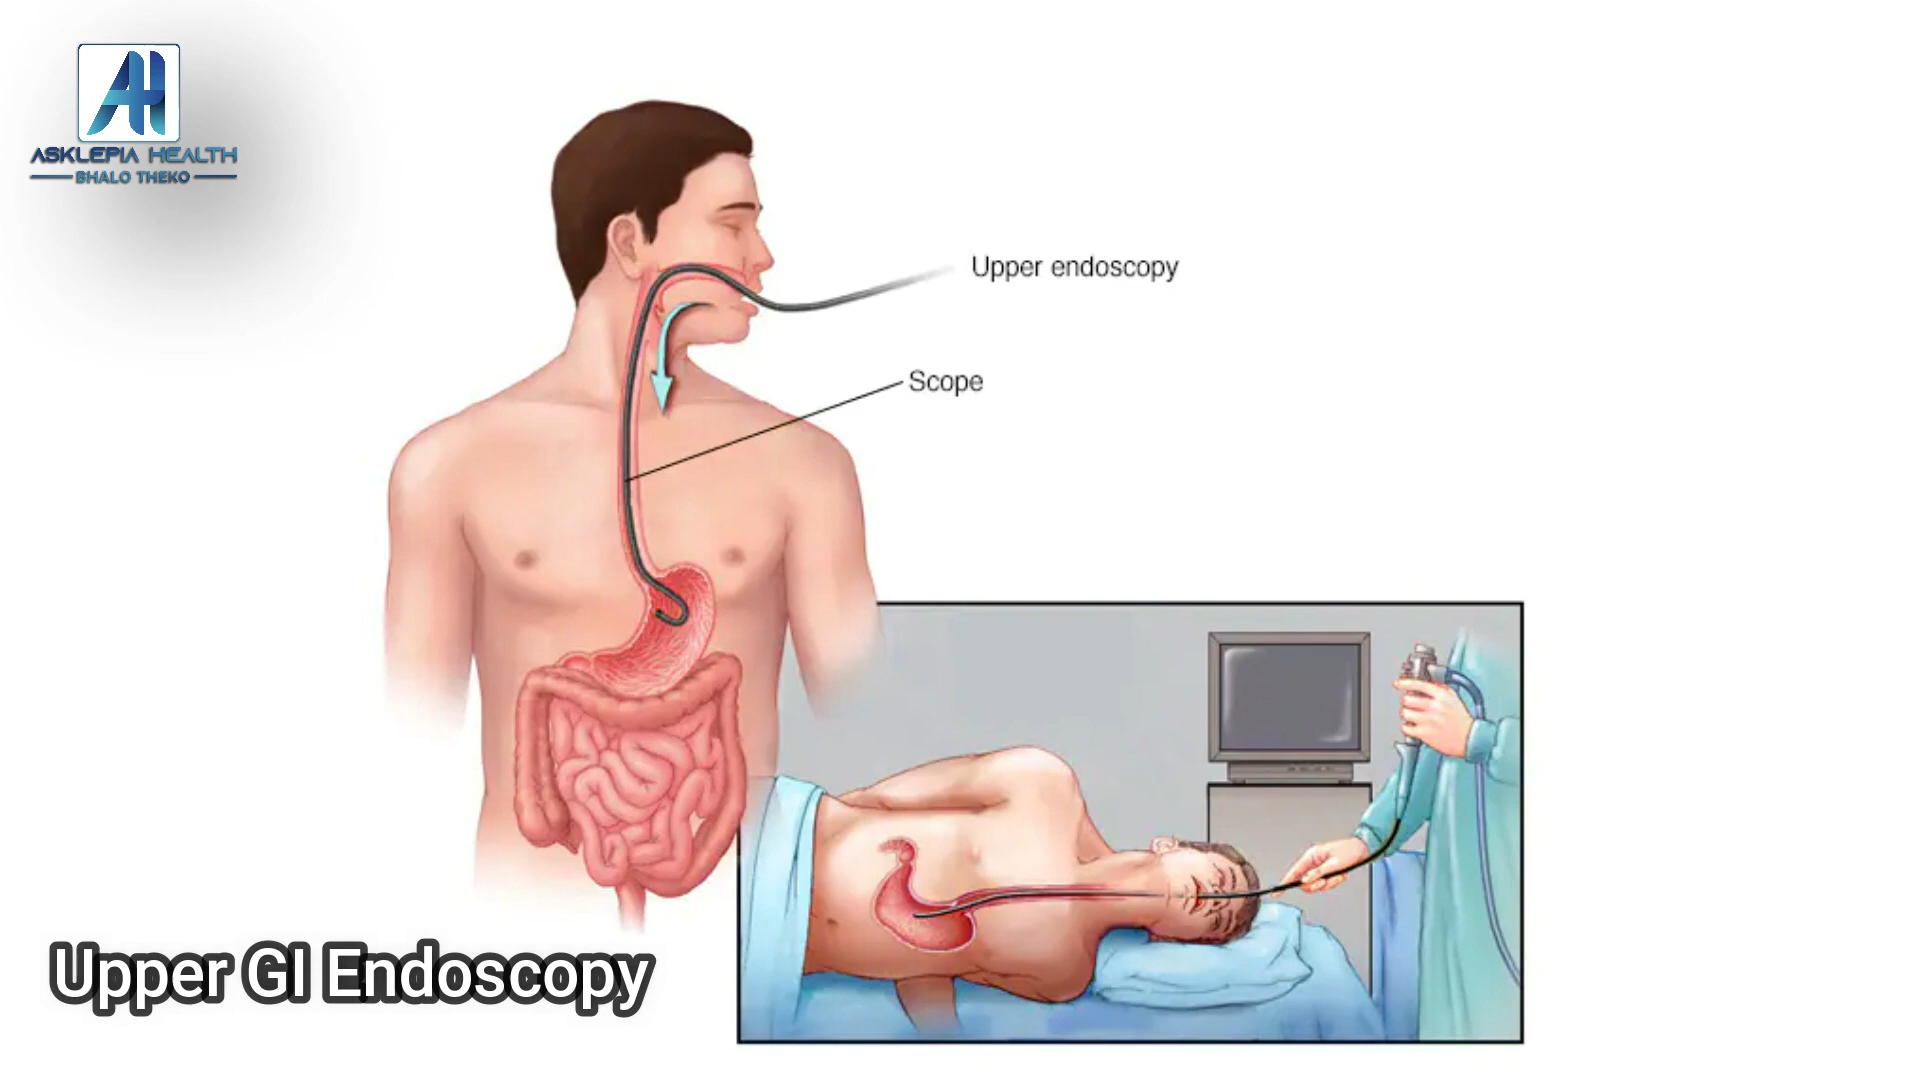 ASKLEPIA HEALTH
BHALO THEKO
Upper endoscopy
Scope
Upper GI Endoscopy